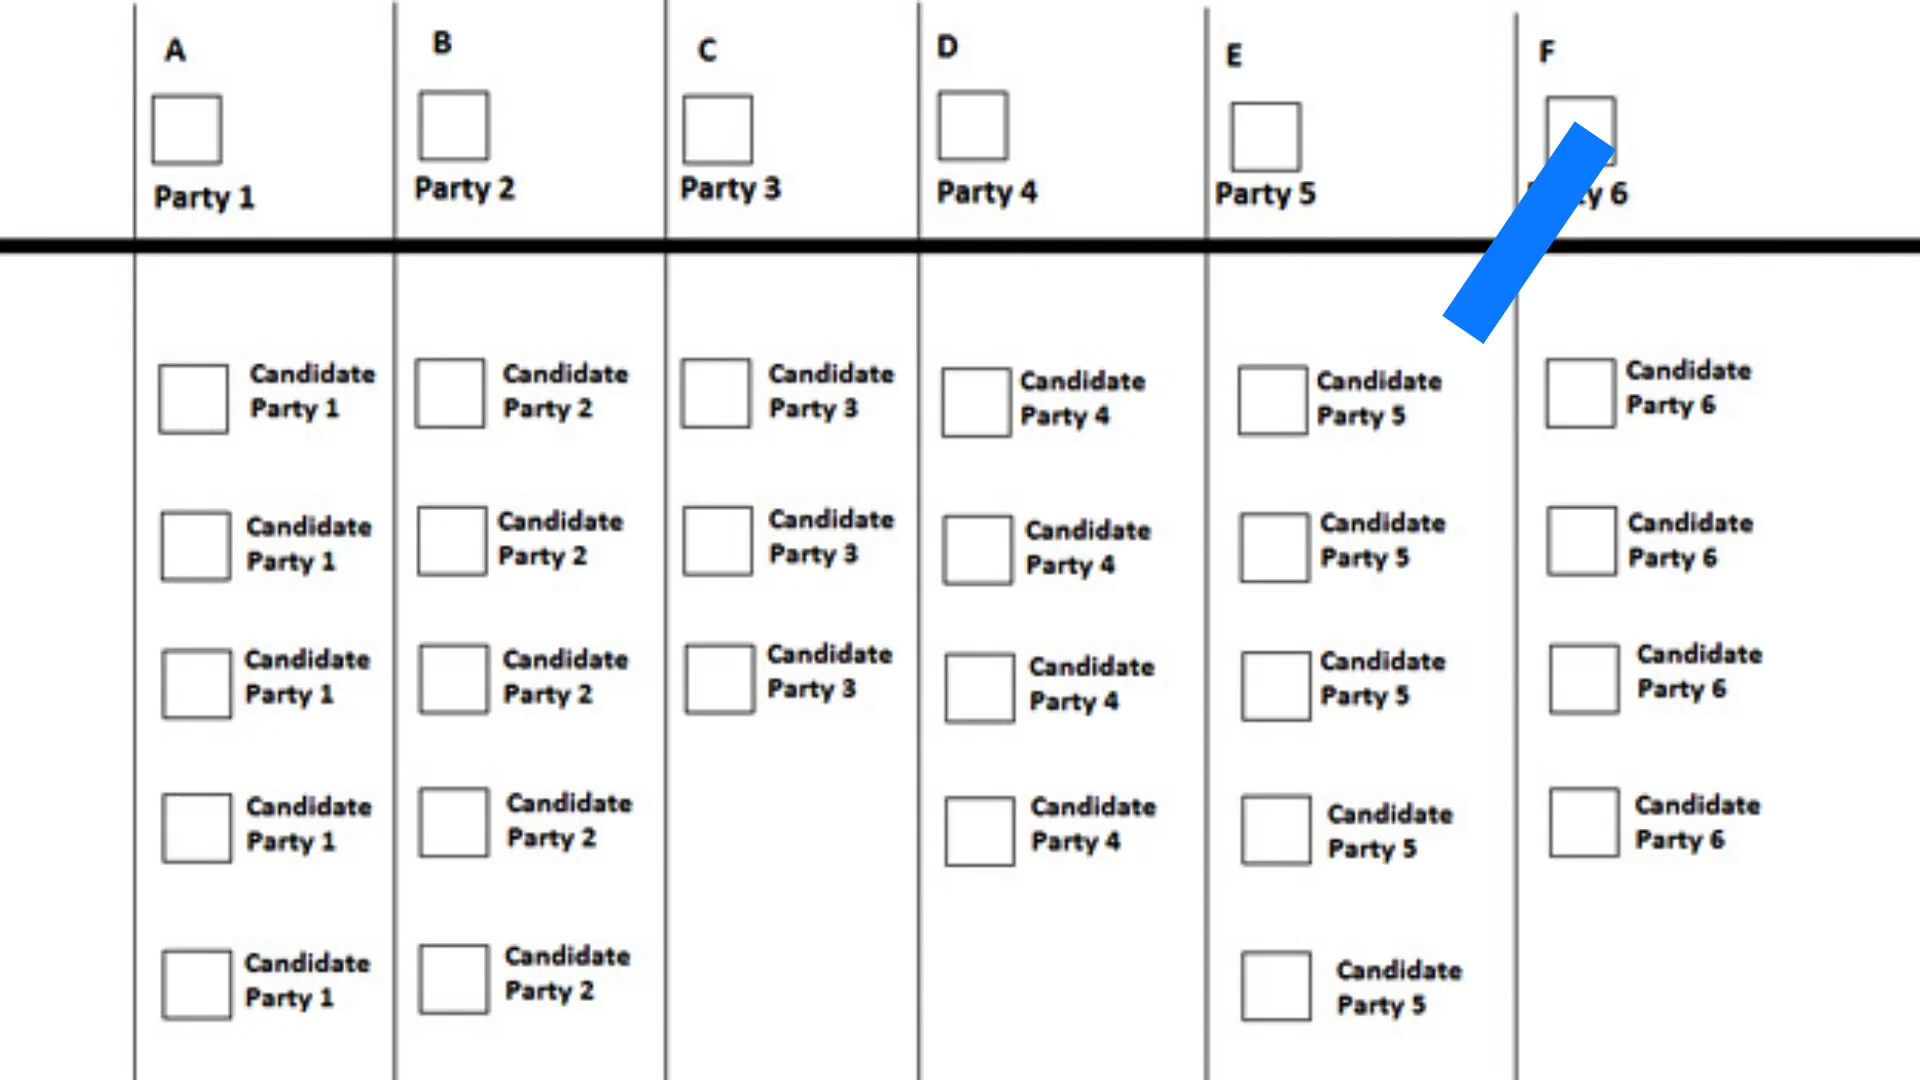 A B C D E F
Party 1 Party 2 Party 3 Party 4 Party 5 6
Candidate Candidate Candidate Candidate Candidate Candidate
Party 1 Party 2 Party 3 Party 4 Party 5 Party 6
Candidate Candidate Candidate Candidate Candidate Candidate
Party 1 Party 2 Party 3 Party 4 Party 5 Party 6
Candidate Candidate Candidate Candidate Candidate Candidate
Party 1 Party 2 Party 3 Party 4 Party 5 Party 6
Candidate Candidate Candidate Candidate Candidate
Party 1 Party 2 Party 4 Party 5 Party 6
Candidate Candidate Candidate
Party 1 Party 2 Party 5